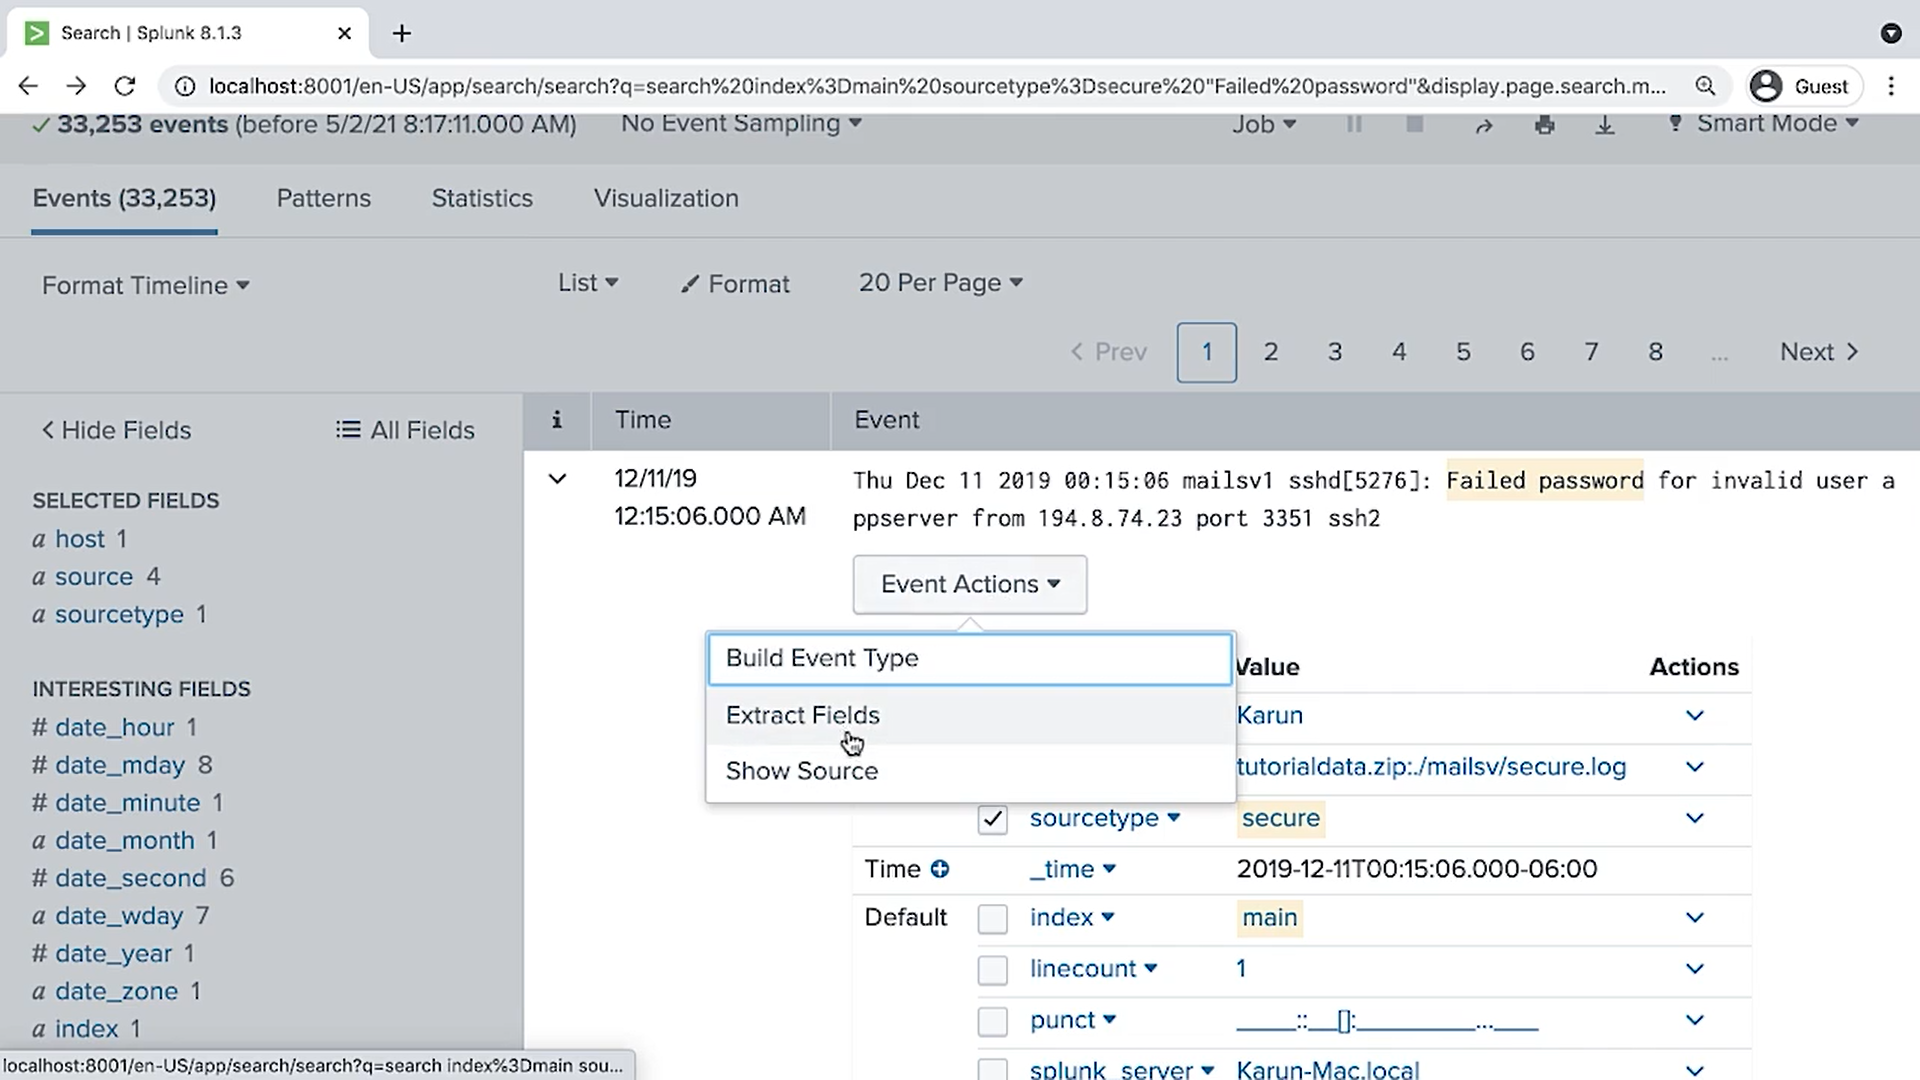 Search | Splunk 8.1.3
localhost:8001/en-US/app/search/search?q=search%20index%3Dmain%20sourcetype%3Dsecure%20"Failed%20password"&display.page.search.m...
Guest
33,253 events (before 5/2/21 8:17:11.000 AM)
No Event Sampling
Job
Smart Mode
Events (33,253)
Patterns
Statistics
Visualization
Format Timeline
List
Format
20 Per Page
Prev
1
2
3
4
5
6
7
8
...
Next
Hide Fields
All Fields
i
Time
Event
SELECTED FIELDS
a host 1
a source 4
a sourcetype 1
INTERESTING FIELDS
# date_hour 1
# date_mday 8
# date_minute 1
a date_month 1
# date_second 6
a date_wday 7
# date_year 1
a date_zone 1
a index 1
12/11/19
12:15:06.000 AM
Thu Dec 11 2019 00:15:06 mailsv1 sshd[5276]: Failed password for invalid user a
ppserver from 194.8.74.23 port 3351 ssh2
Event Actions
Build Event Type
Extract Fields
Show Source
Value
Actions
Karun
tutorialdata.zip:./mailsv/secure.log
sourcetype
secure
Time
_time
2019-12-11T00:15:06.000-06:00
Default
index
main
linecount
1
punct
splunk_server
Karun-Mac.local
localhost:8001/en-US/app/search/search?q=search index%3Dmain sou...